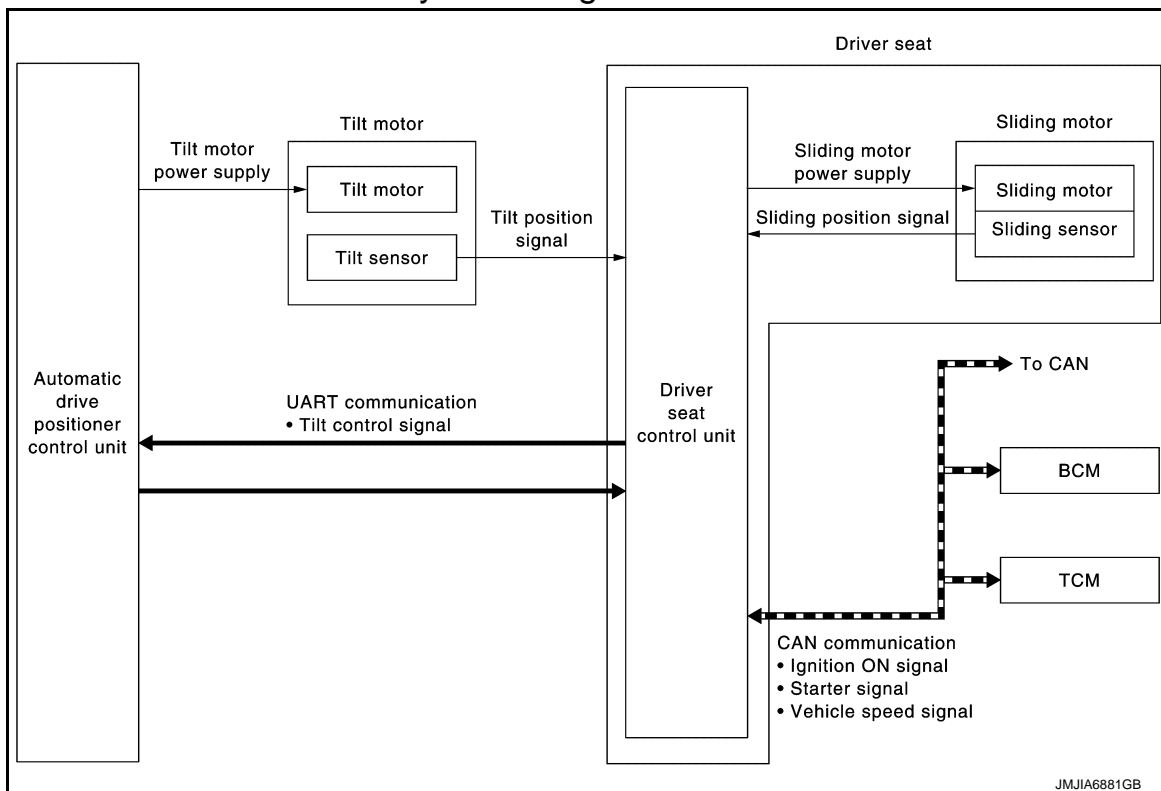 Driver seat
Tilt motor
Sliding motor
Tilt motor
power supply
Sliding motor
power supply
Tilt motor
Sliding motor
Tilt position
signal
Sliding position signal
Sliding sensor
Tilt sensor
To CAN
Automatic
drive
positioner
control unit
UART communication
• Tilt control signal
Driver
seat
control unit
BCM
TCM
CAN communication
• Ignition ON signal
• Starter signal
• Vehicle speed signal
JMJIA6881GB